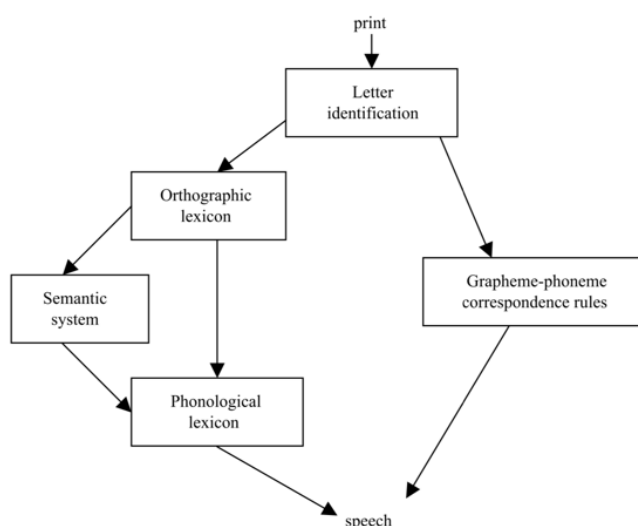 print
Letter
identification
Orthographic
lexicon
Semantic
system
Grapheme-phoneme
correspondence rules
Phonological
lexicon
speech